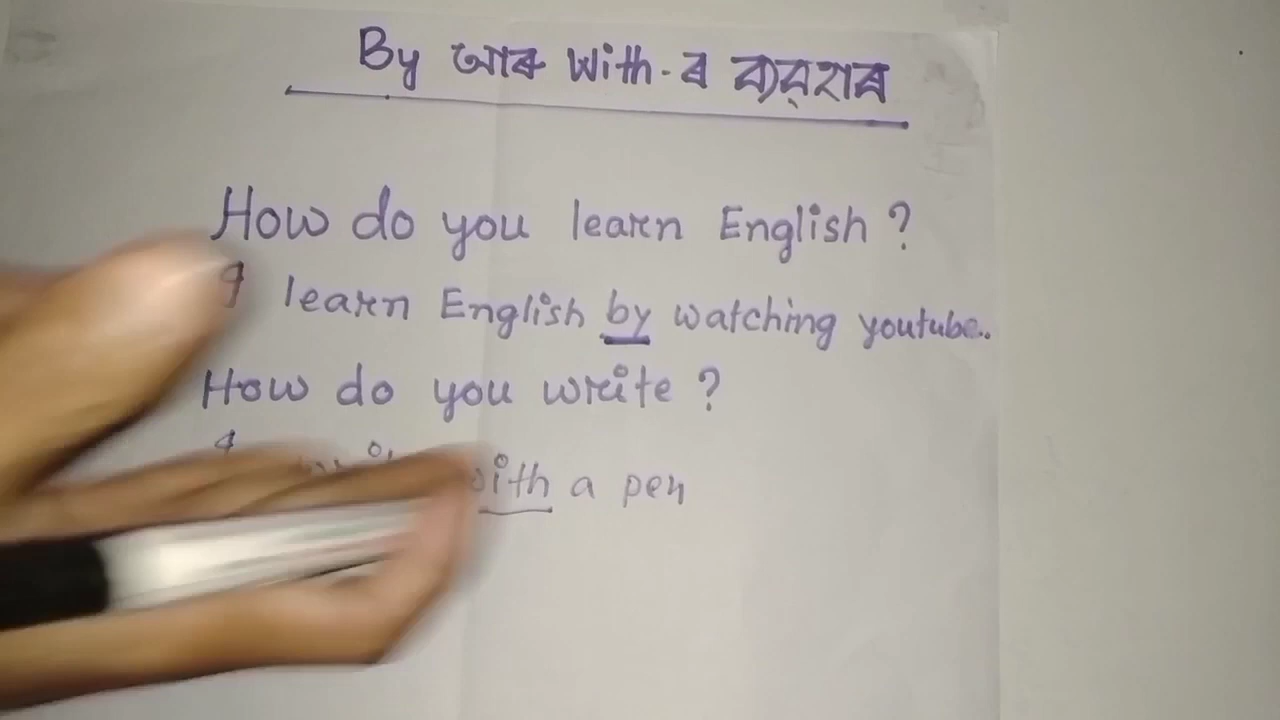 By আৰু With-ৰ ব্যৱহাৰ
How do you learn English ?
I learn English by watching youtube..
How do you write ?
I with a pen